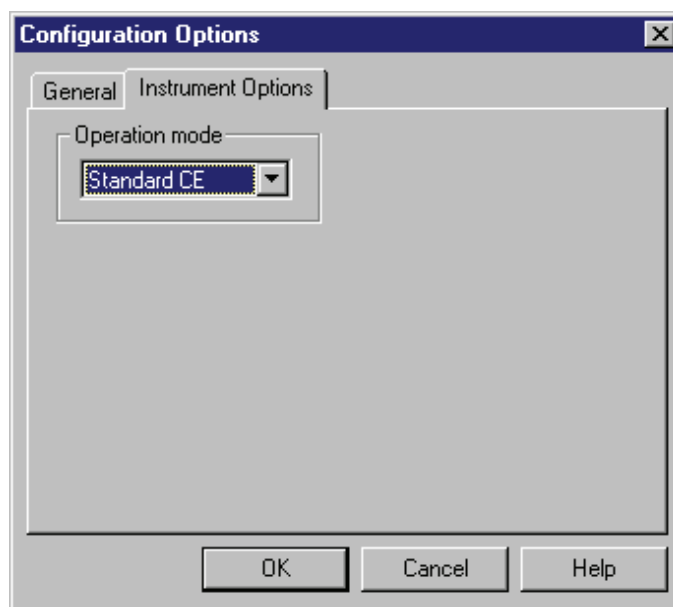 Configuration Options
General
Instrument Options
Operation mode
Standard CE
OK
Cancel
Help